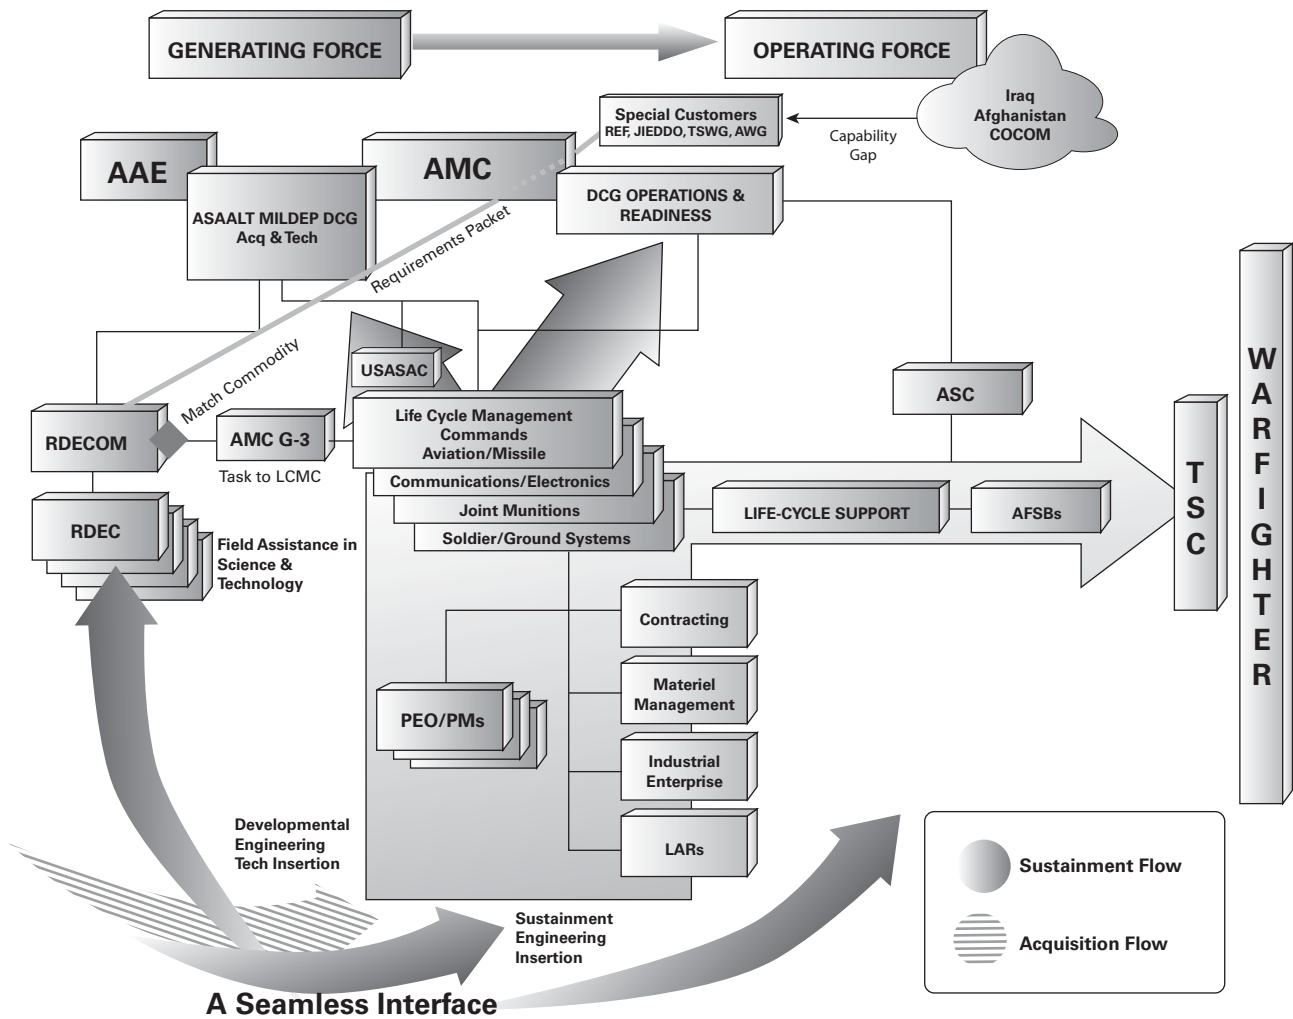 GENERATING FORCE
OPERATING FORCE
Iraq
Afghanistan
COCOM
Special Customers
REF, JIEDDO, TSWG, AWG
Capability
Gap
AAE
AMC
ASAALT MILDEP DCG
Acq & Tech
DCG OPERATIONS &
READINESS
Requirements Packet
Match Commodity
USASAC
ASC
RDECOM
AMC G-3
Task to LCMC
Life Cycle Management
Commands
Aviation/Missile
Communications/Electronics
Joint Munitions
Soldier/Ground Systems
LIFE-CYCLE SUPPORT
AFSBs
TSC
WARFIGHTER
RDEC
Field Assistance in
Science &
Technology
Contracting
Materiel
Management
PEO/PMs
Industrial
Enterprise
LARs
Developmental
Engineering
Tech Insertion
Sustainment
Engineering
Insertion
A Seamless Interface
Sustainment Flow
Acquisition Flow